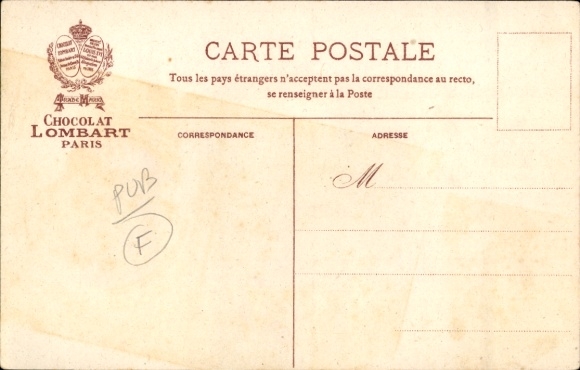 CARTE POSTALE
Tous les pays étrangers n'acceptent pas la correspondance au recto,
se renseigner à la Poste
CHOCOLAT
LOMBART
PARIS
CORRESPONDANCE
ADRESSE
M
PUB
F